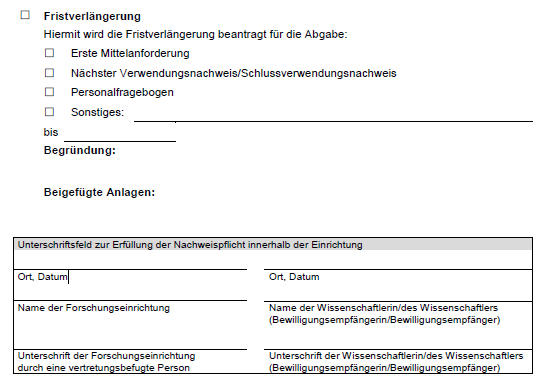 Fristverlängerung
Hiermit wird die Fristverlängerung beantragt für die Abgabe:
Erste Mittelanforderung
Nächster Verwendungsnachweis/Schlussverwendungsnachweis
Personalfragebogen
Sonstiges:
bis
Begründung:
Beigefügte Anlagen:
Unterschriftsfeld zur Erfüllung der Nachweispflicht innerhalb der Einrichtung
Ort, Datum Ort, Datum
Name der Forschungseinrichtung Name der Wissenschaftlerin/des Wissenschaftlers
(Bewilligungsempfängerin/Bewilligungsempfänger)
Unterschrift der Forschungseinrichtung Unterschrift der Wissenschaftlerin/des Wissenschaftlers
durch eine vertretungsbefugte Person (Bewilligungsempfängerin/Bewilligungsempfänger)